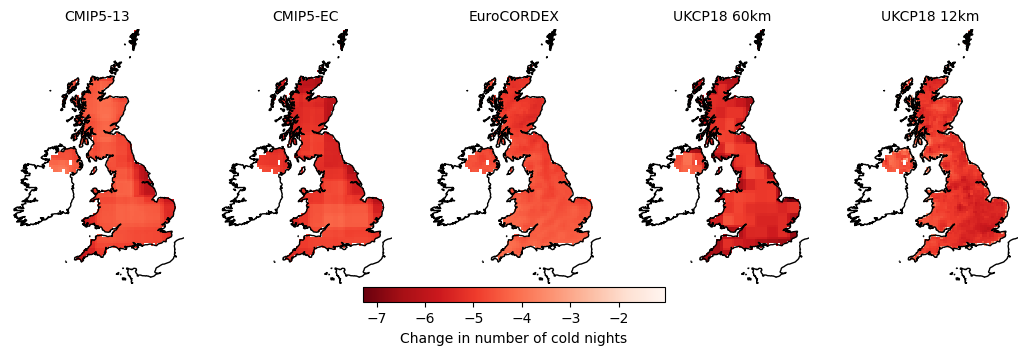 CMIP5-13 CMIP5-EC EuroCORDEX UKCP18 60km UKCP18 12km
−7 −6 −5 −4 −3 −2
Change in number of cold nights